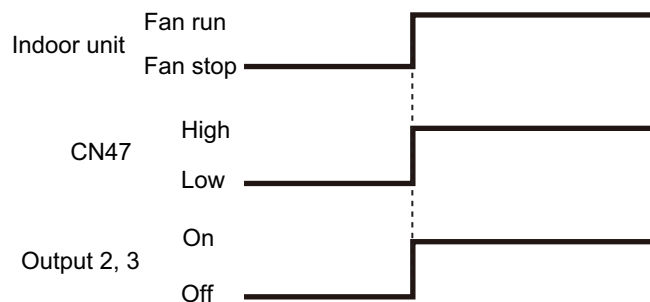 Fan run
Indoor unit
Fan stop
High
CN47
Low
On
Output 2, 3
Off